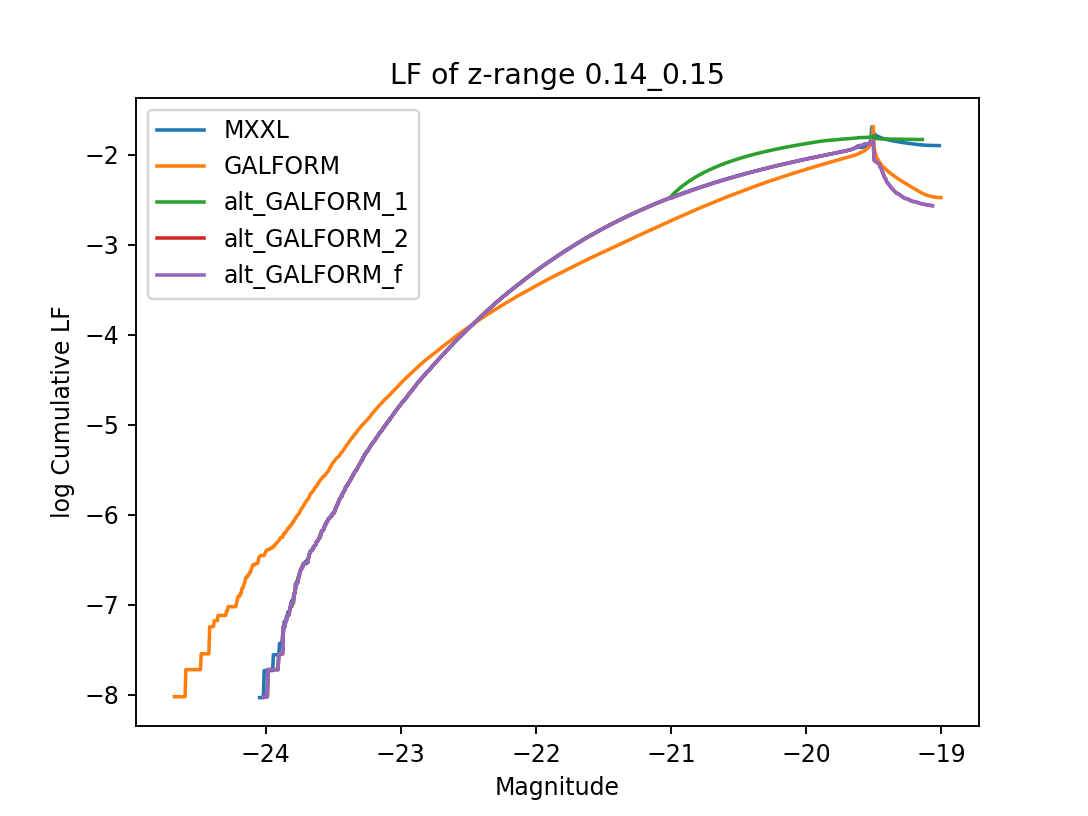 LF of z-range 0.14_0.15
MXXL
GALFORM
alt_GALFORM_1
alt_GALFORM_2
alt_GALFORM_f
log Cumulative LF
−2
−3
−4
−5
−6
−7
−8
−24
−23
−22
−21
−20
−19
Magnitude